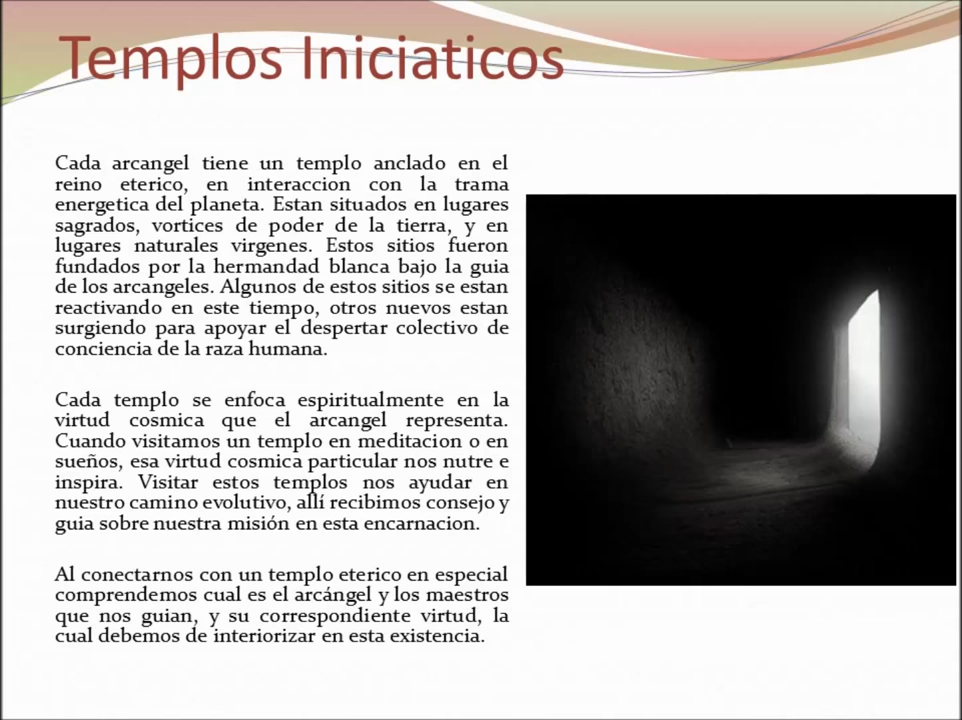 Templos Iniciaticos
Cada arcangel tiene un templo anclado en el
reino eterico, en interaccion con la trama
energetica del planeta. Estan situados en lugares
sagrados, vortices de poder de la tierra, y en
lugares naturales virgenes. Estos sitios fueron
fundados por la hermandad blanca bajo la guia
de los arcangeles. Algunos de estos sitios se estan
reactivando en este tiempo, otros nuevos estan
surgiendo para apoyar el despertar colectivo de
conciencia de la raza humana.
Cada templo se enfoca espiritualmente en la
virtud cosmica que el arcangel representa.
Cuando visitamos un templo en meditacion o en
sueños, esa virtud cosmica particular nos nutre e
inspira. Visitar estos templos nos ayudar en
nuestro camino evolutivo, allí recibimos consejo y
guia sobre nuestra misión en esta encarnacion.
Al conectarnos con un templo eterico en especial
comprendemos cual es el arcángel y los maestros
que nos guian, y su correspondiente virtud, la
cual debemos de interiorizar en esta existencia.